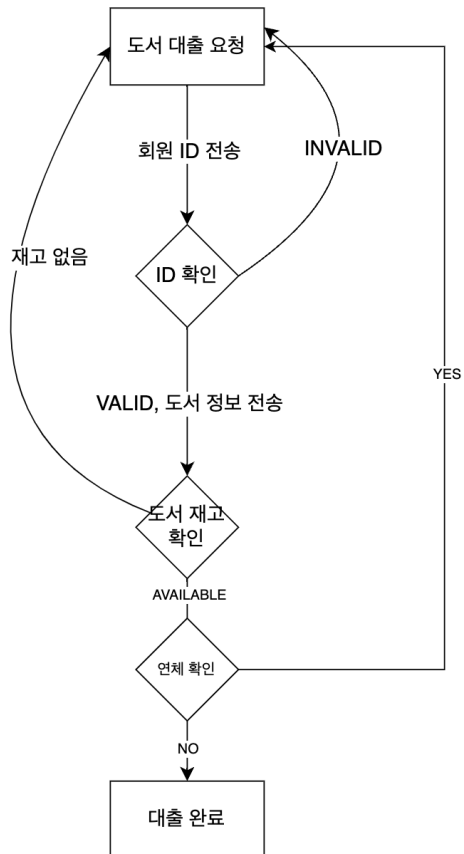 도서 대출 요청
회원 ID 전송
INVALID
재고 없음
ID 확인
YES
VALID, 도서 정보 전송
도서 재고
확인
AVAILABLE
연체 확인
NO
대출 완료